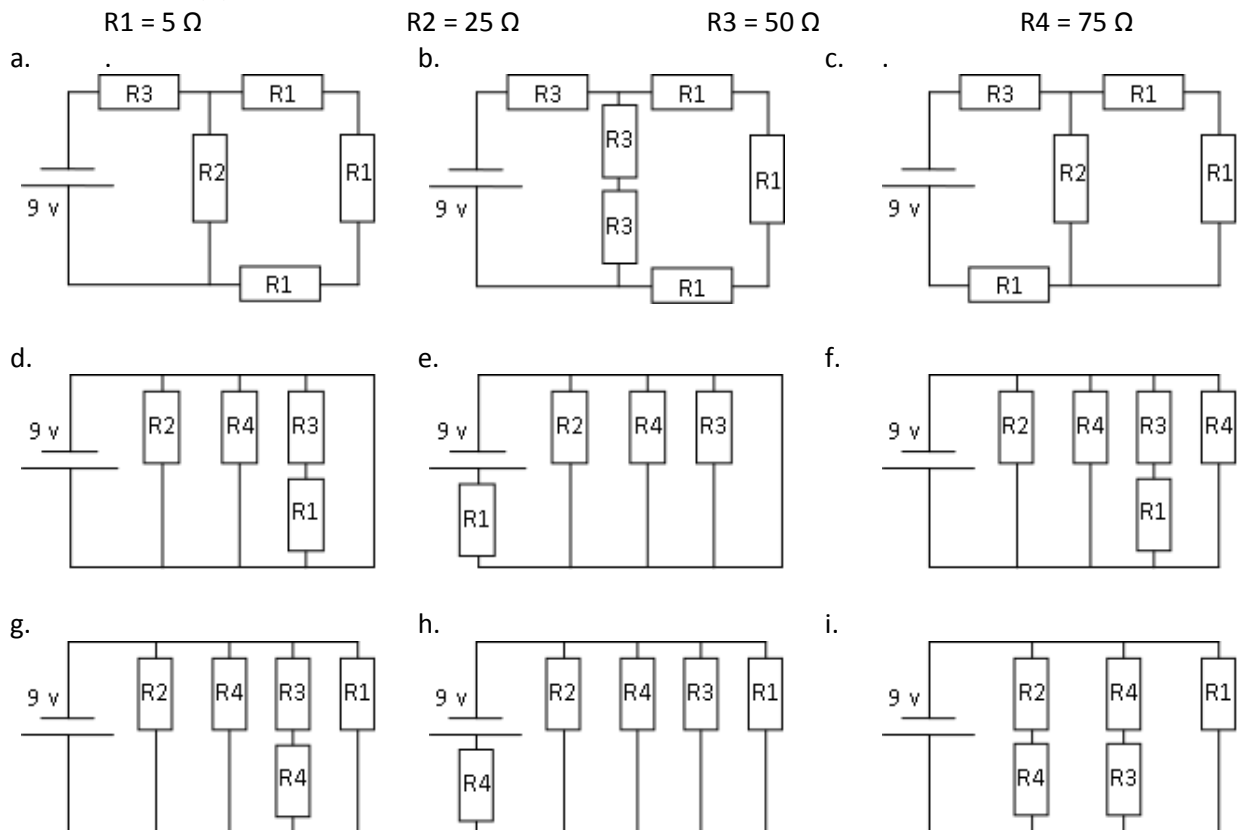 R1 = 5 Ω R2 = 25 Ω R3 = 50 Ω R4 = 75 Ω
a. . b. c. .
R3 R1 R3 R1 R3 R1
R3
R2 R1 R1 R2 R1
9 v 9 v 9 v
R3
R1 R1 R1
d. e. f.
9 v R2 R4 R3 9 v R2 R4 R3 9 v R2 R4 R3 R4
R1 R1 R1
g. h. i.
9 v R2 R4 R3 R1 9 v R2 R4 R3 R1 9 v R2 R4 R1
R4 R4 R4 R3